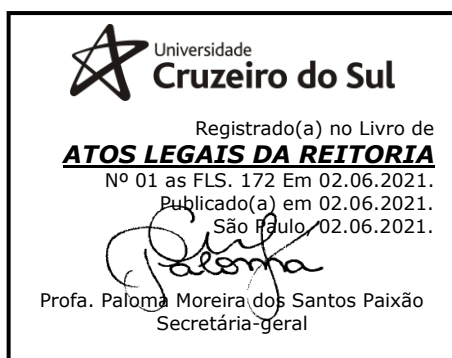 Universidade
Cruzeiro do Sul
Registrado(a) no Livro de
ATOS LEGAIS DA REITORIA
Nº 01 as FLS. 172 Em 02.06.2021.
Publicado(a) em 02.06.2021.
São Paulo, 02.06.2021.
Paloma
Profa. Paloma Moreira dos Santos Paixão
Secretária-geral